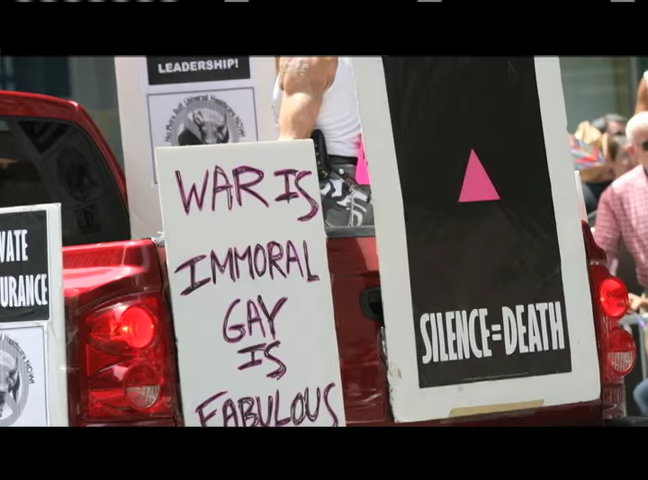 LEADERSHIP!
WAR IS
IMMORAL
GAY
IS
FABULOUS
SILENCE=DEATH
VATE
URANCE